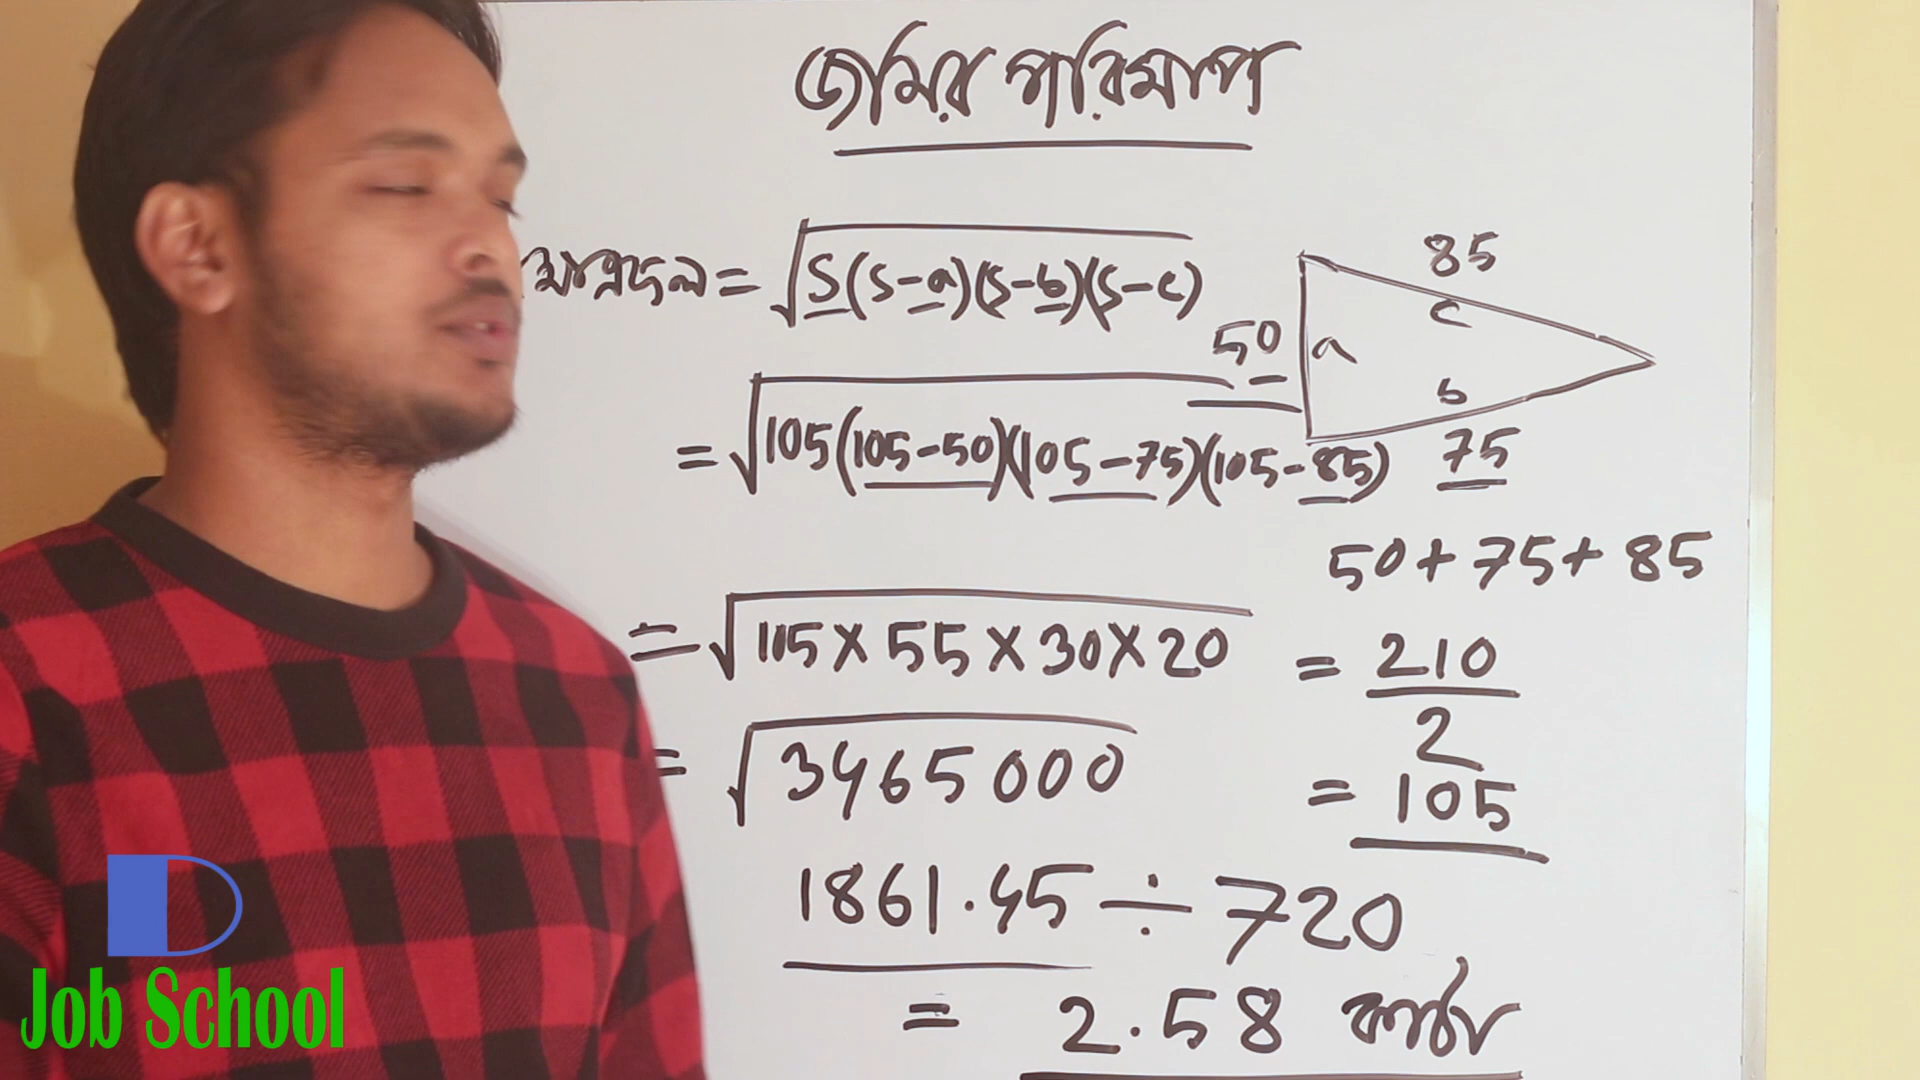 জমির পরিমাপ
ক্ষেত্রফল = √S(S-a)(S-b)(S-c)
85
c
50
a
b
75
= √105(105-50)(105-75)(105-85)
50+75+85
= √105×55×30×20
= 210
2
= √3465000
= 105
1861.45 ÷ 720
= 2.58 কাঠা
Job School